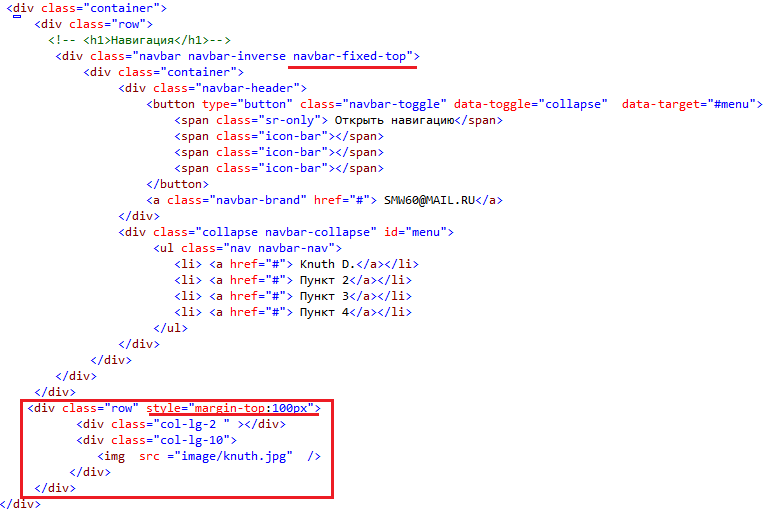 <div class="container">
<div class="row">
<!-- <h1>Навигация</h1>-->
<div class="navbar navbar-inverse navbar-fixed-top">
<div class="container">
<div class="navbar-header">
<button type="button" class="navbar-toggle" data-toggle="collapse"  data-target="#menu">
<span class="sr-only"> Открыть навигацию</span>
<span class="icon-bar"></span>
<span class="icon-bar"></span>
<span class="icon-bar"></span>
</button>
<a class="navbar-brand" href="#"> SMW60@MAIL.RU</a>
</div>
<div class="collapse navbar-collapse" id="menu">
<ul class="nav navbar-nav">
<li> <a href="#"> Knuth D.</a></li>
<li> <a href="#"> Пункт 2</a></li>
<li> <a href="#"> Пункт 3</a></li>
<li> <a href="#"> Пункт 4</a></li>
</ul>
</div>
</div>
</div>
</div>
<div class="row" style="margin-top:100px">
<div class="col-lg-2 " ></div>
<div class="col-lg-10">
<img  src ="image/knuth.jpg"  />
</div>
</div>
</div>